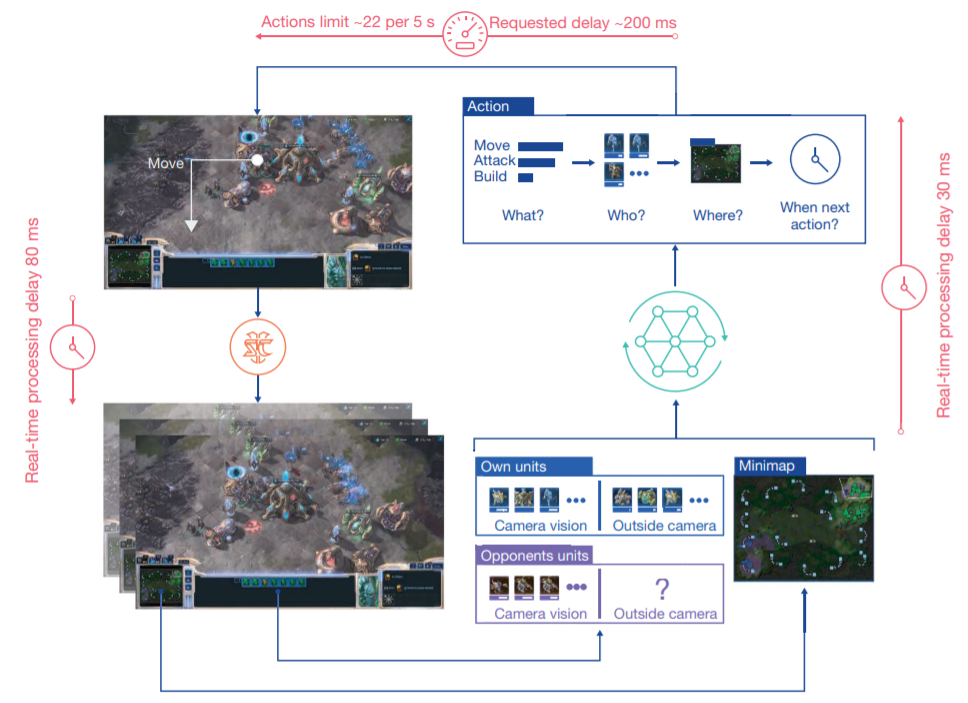 Actions limit ~22 per 5 s
Requested delay ~200 ms
Move
Real-time processing delay 80 ms
Action
Move
Attack
Build
What?
Who?
Where?
When next
action?
Real-time processing delay 30 ms
Own units
Camera vision
Outside camera
Opponents units
Camera vision
?
Outside camera
Minimap